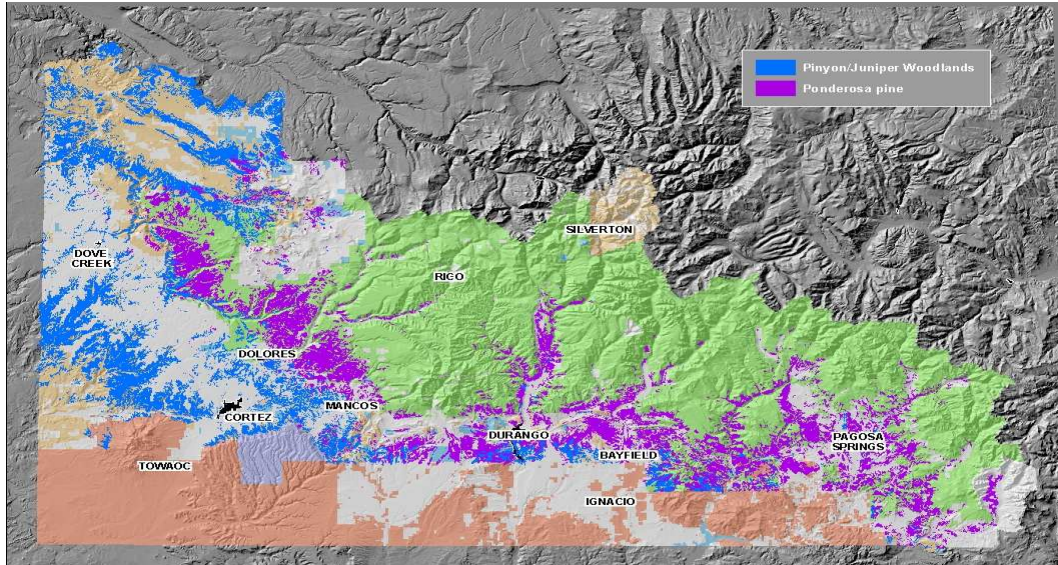 Pinyon/Juniper Woodlands
Ponderosa pine
SILVERTON
DOVE
CREEK
RICO
DOLORES
MANCOS
CORTEZ
DURANGO
PAGOSA
SPRINGS
BAYFIELD
TOWAOC
IGNACIO